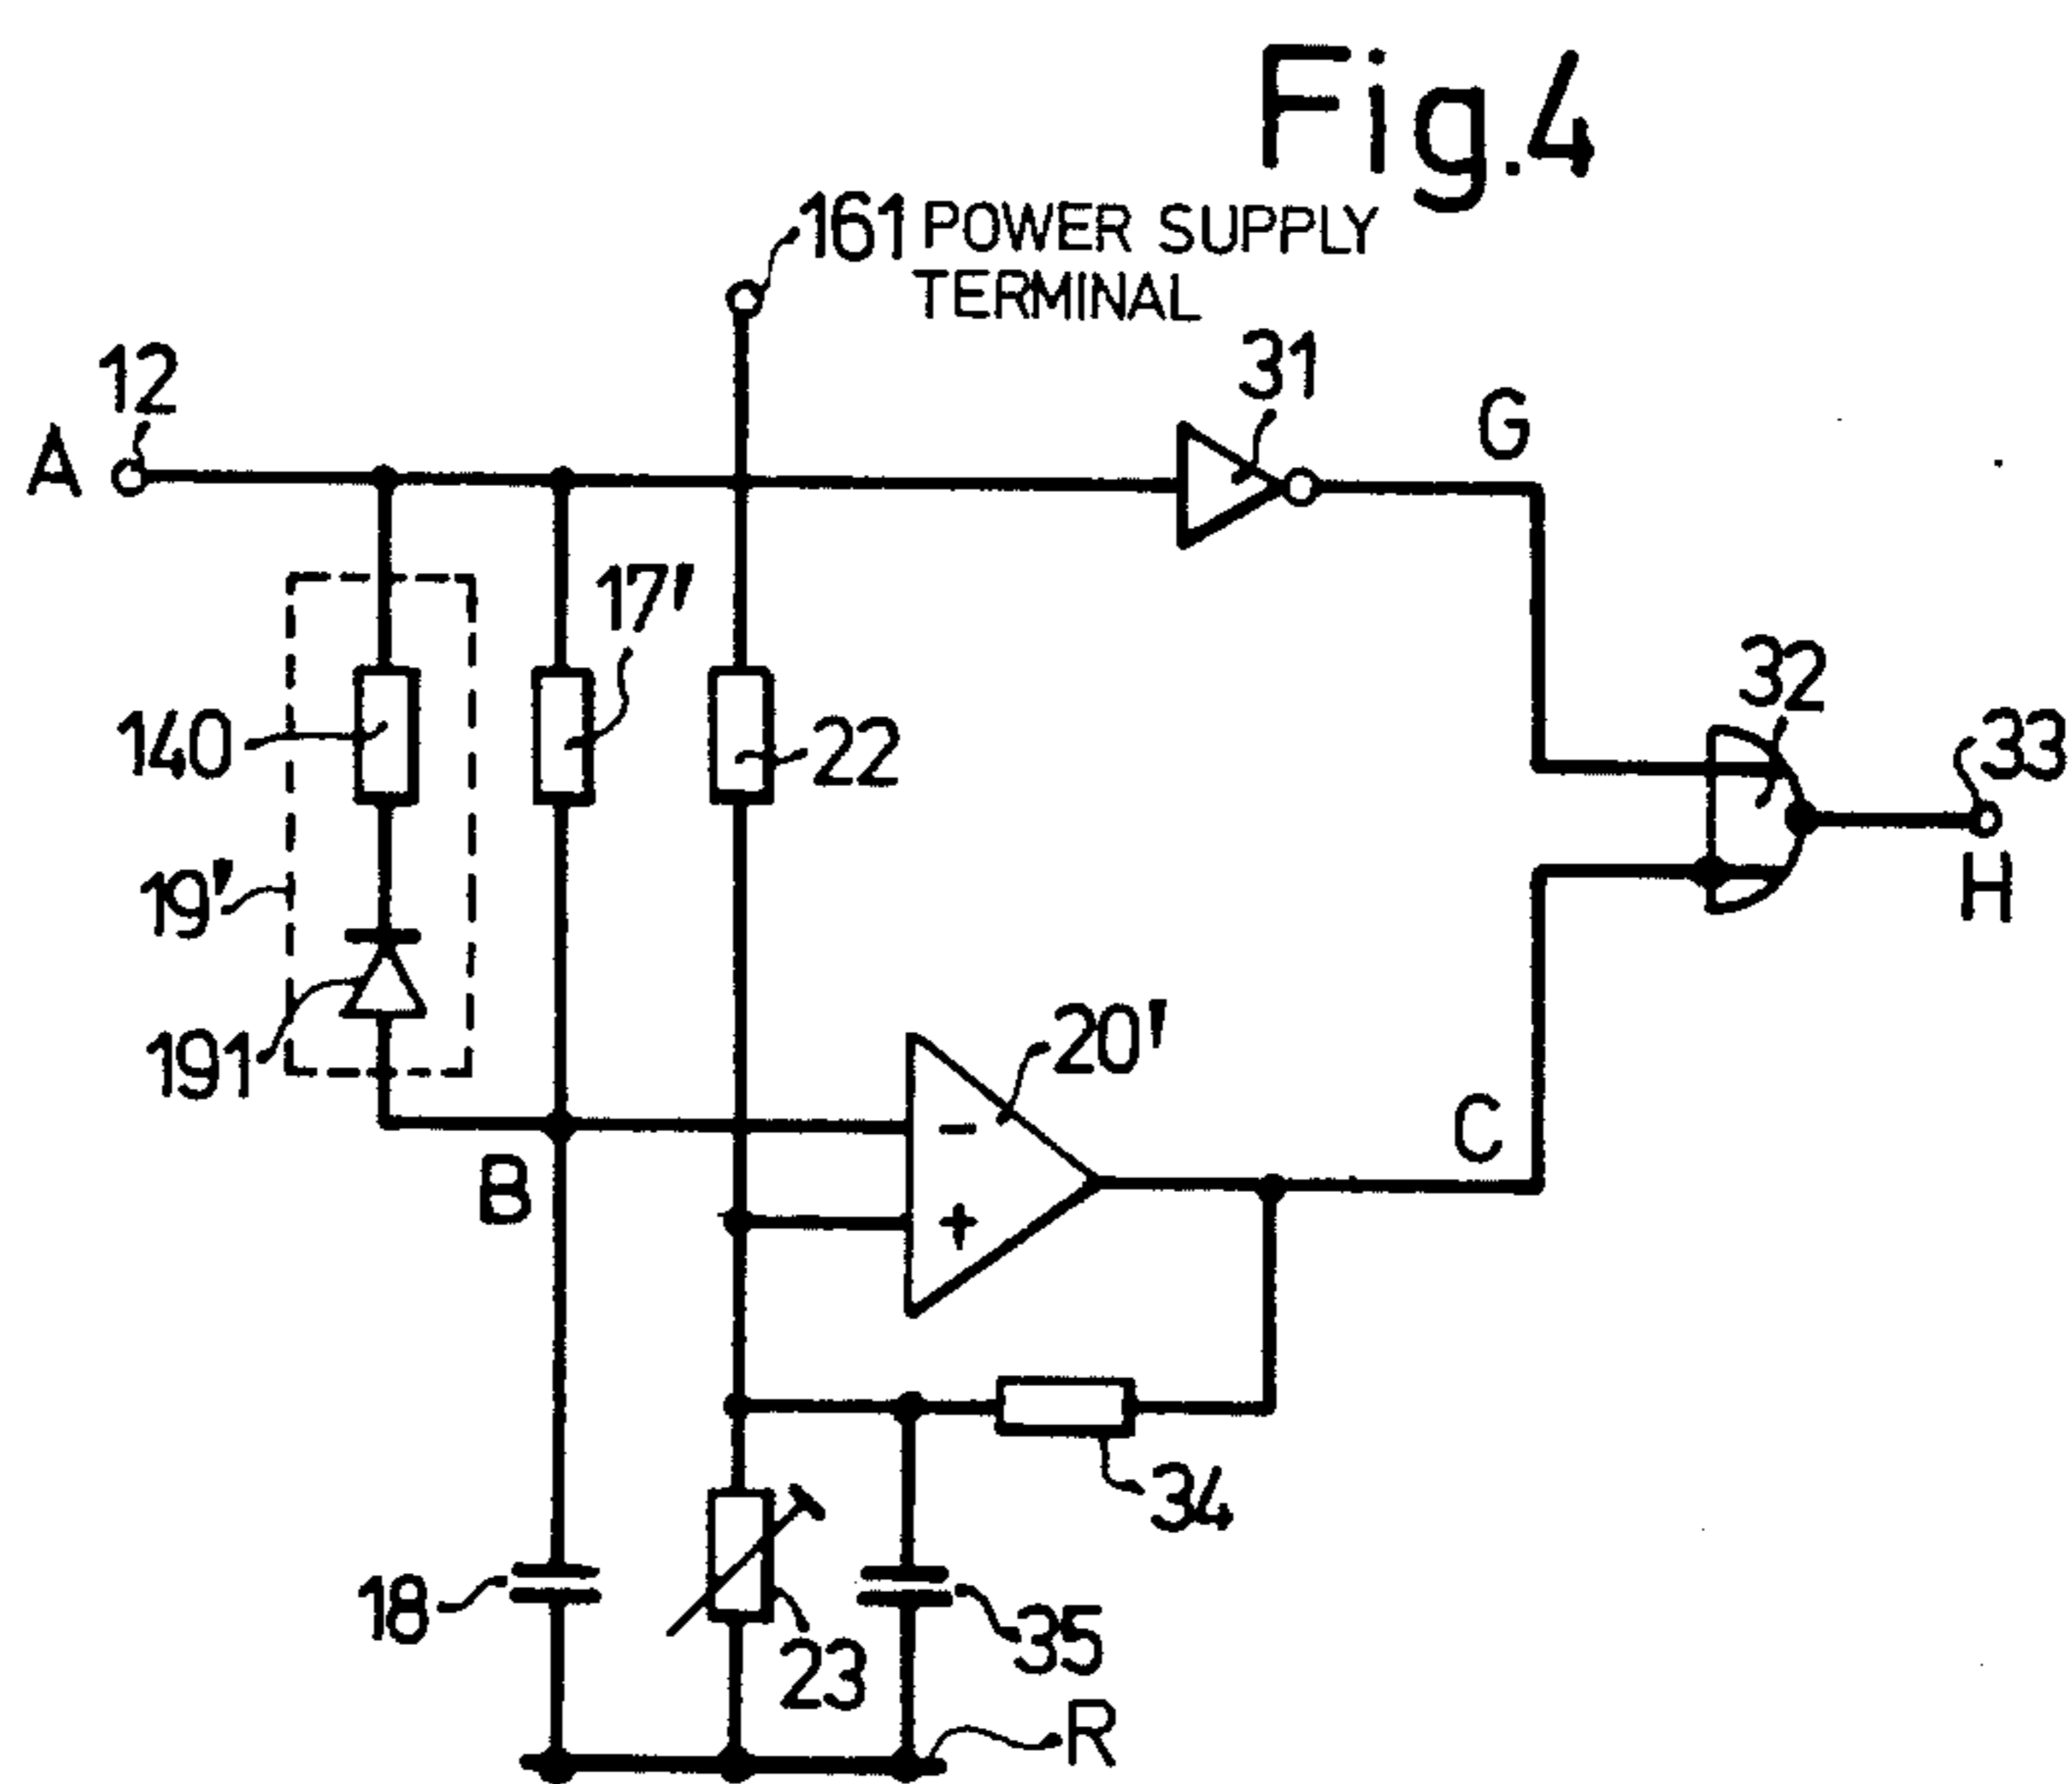 Fig.4
161 POWER SUPPLY
TERMINAL
12
A
31
G
17'
32
140
22
33
19'
H
191
20'
-
B
C
+
34
18
35
23
R